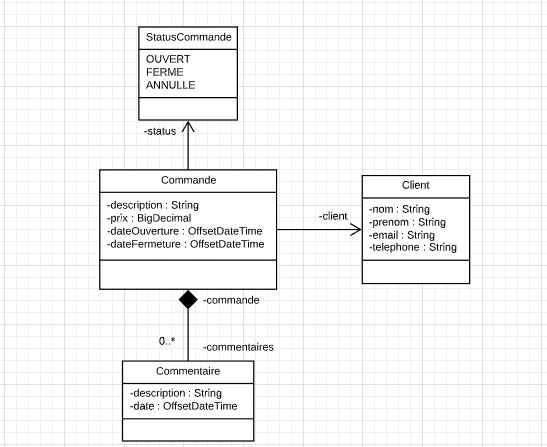 StatusCommande
OUVERT
FERME
ANNULLE
-status
Commande
-description : String
-prix : BigDecimal
-dateOuverture : OffsetDateTime
-dateFermeture : OffsetDateTime
-client
Client
-nom : String
-prenom : String
-email : String
-telephone : String
-commande
0..*
-commentaires
Commentaire
-description : String
-date : OffsetDateTime